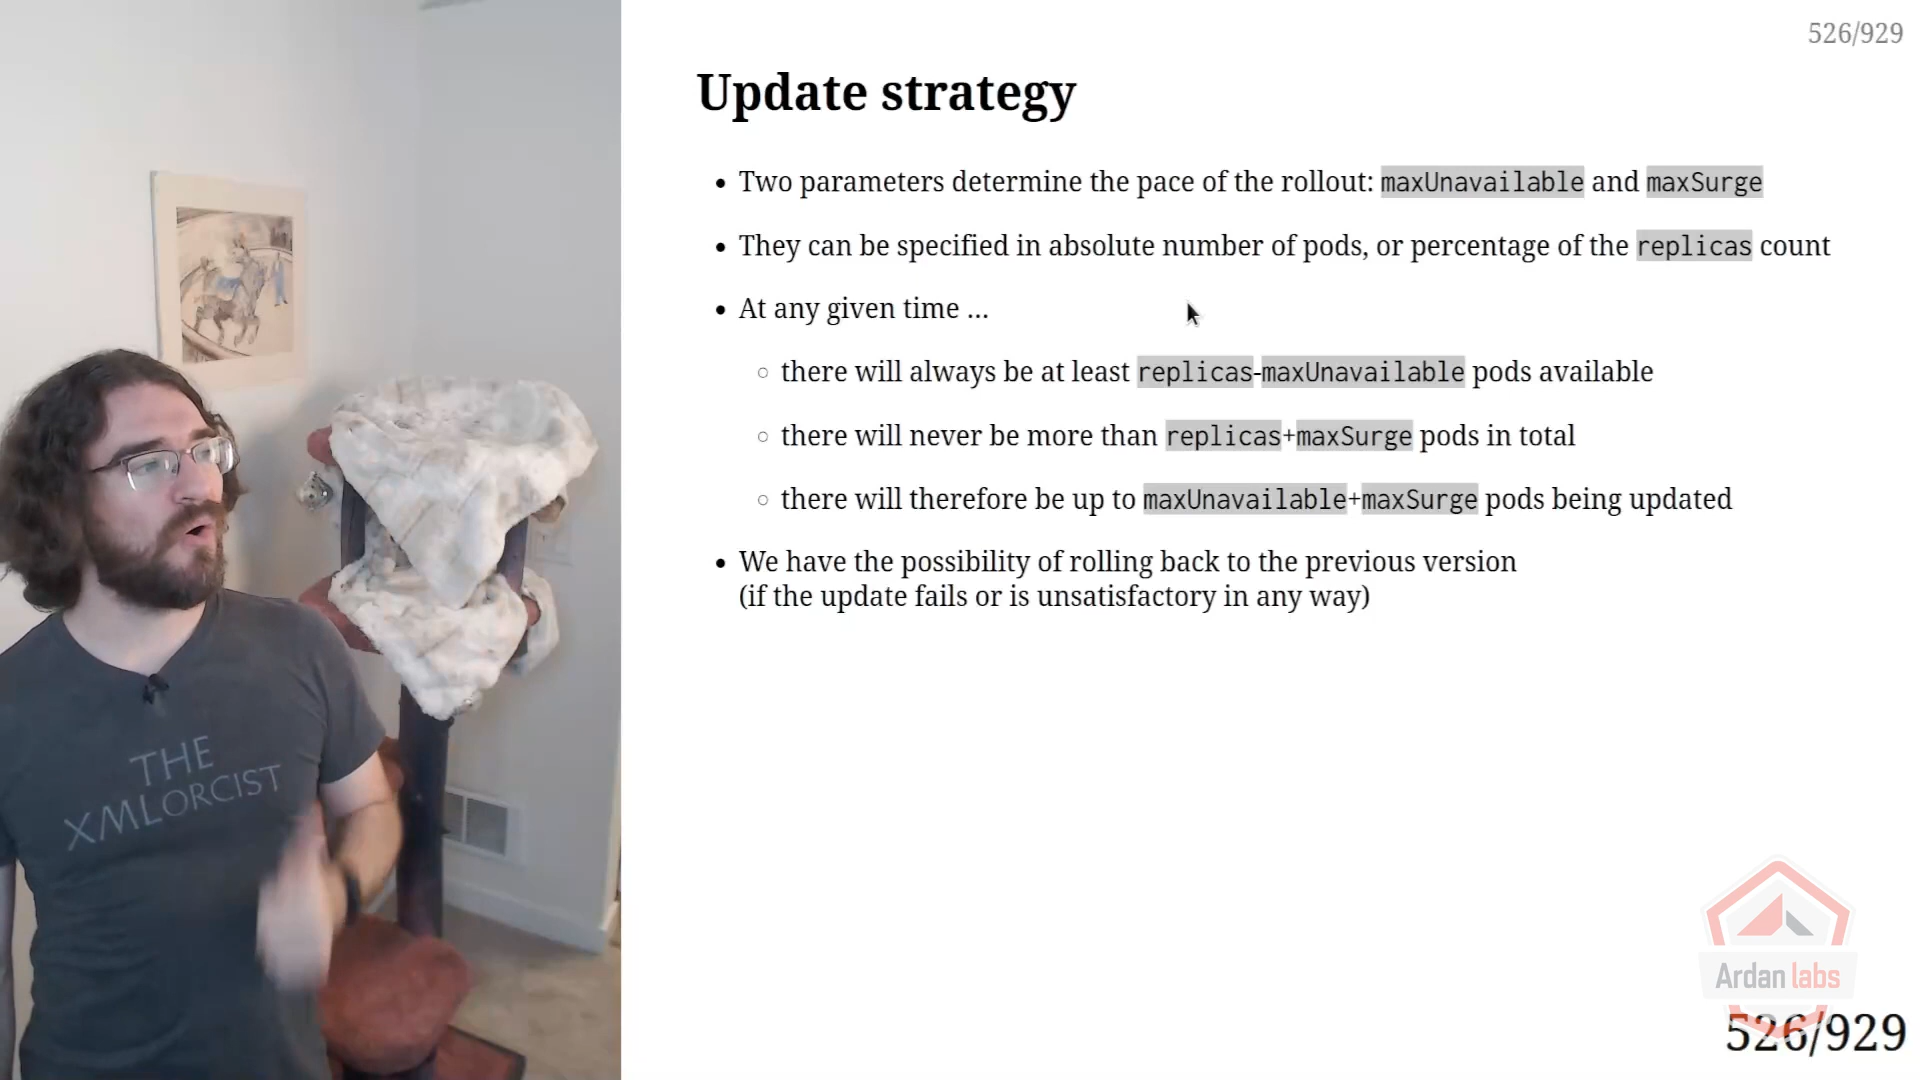 526/929
Update strategy
• Two parameters determine the pace of the rollout: maxUnavailable and maxSurge
• They can be specified in absolute number of pods, or percentage of the replicas count
• At any given time ...
◦ there will always be at least replicas-maxUnavailable pods available
◦ there will never be more than replicas+maxSurge pods in total
◦ there will therefore be up to maxUnavailable+maxSurge pods being updated
• We have the possibility of rolling back to the previous version
(if the update fails or is unsatisfactory in any way)
THE
XMLORCIST
Ardan labs
526/929